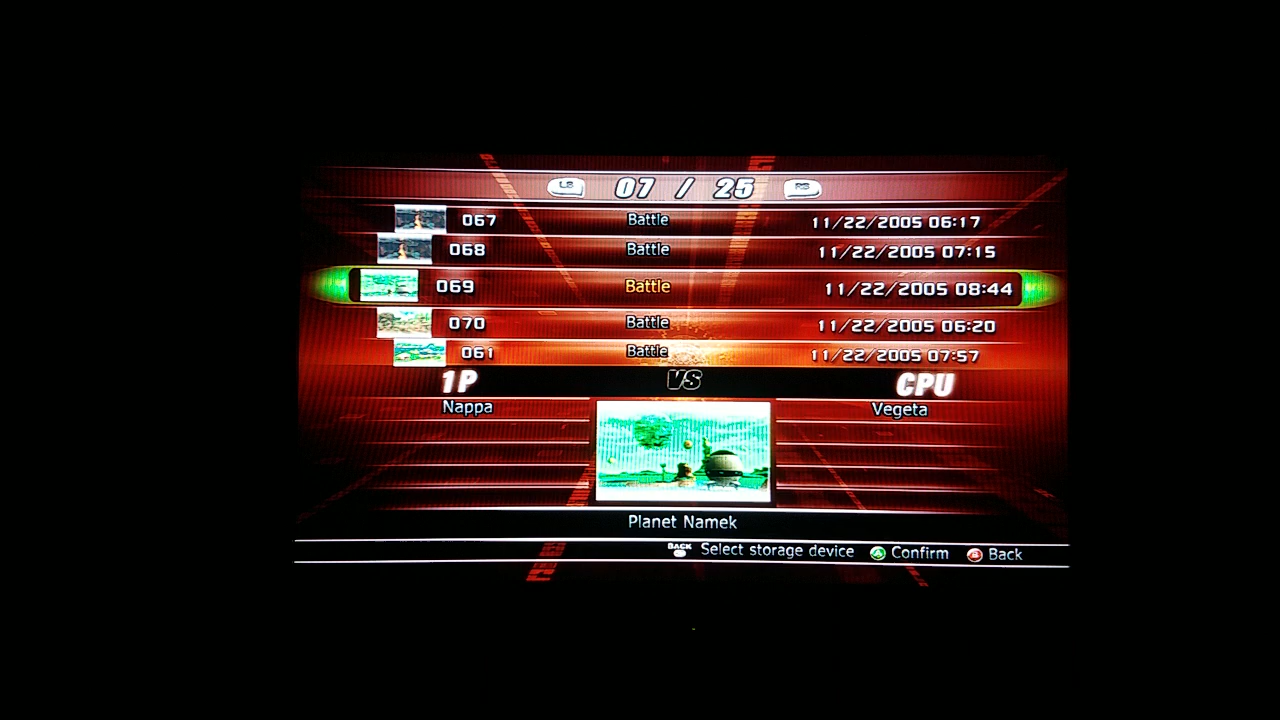 LB 07 / 25 RB
067 Battle 11/22/2005 06:17
068 Battle 11/22/2005 07:15
069 Battle 11/22/2005 08:44
070 Battle 11/22/2005 06:20
061 Battle 11/22/2005 07:57
1P VS CPU
Nappa Vegeta
Planet Namek
BACK Select storage device A Confirm B Back